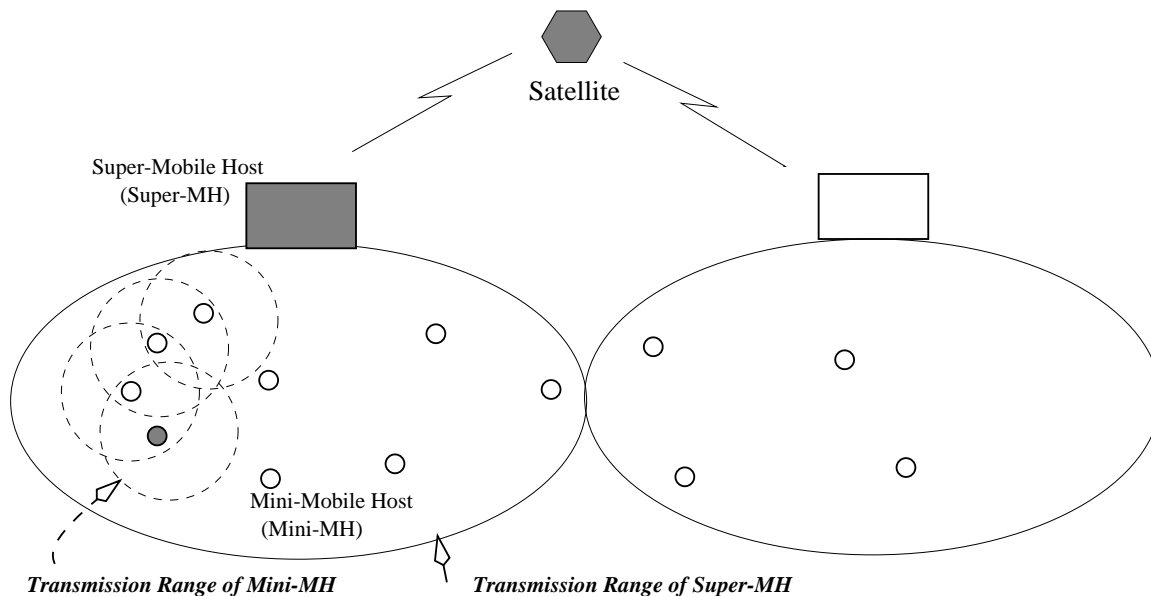 Satellite
Super-Mobile Host
(Super-MH)
Mini-Mobile Host
(Mini-MH)
Transmission Range of Mini-MH
Transmission Range of Super-MH